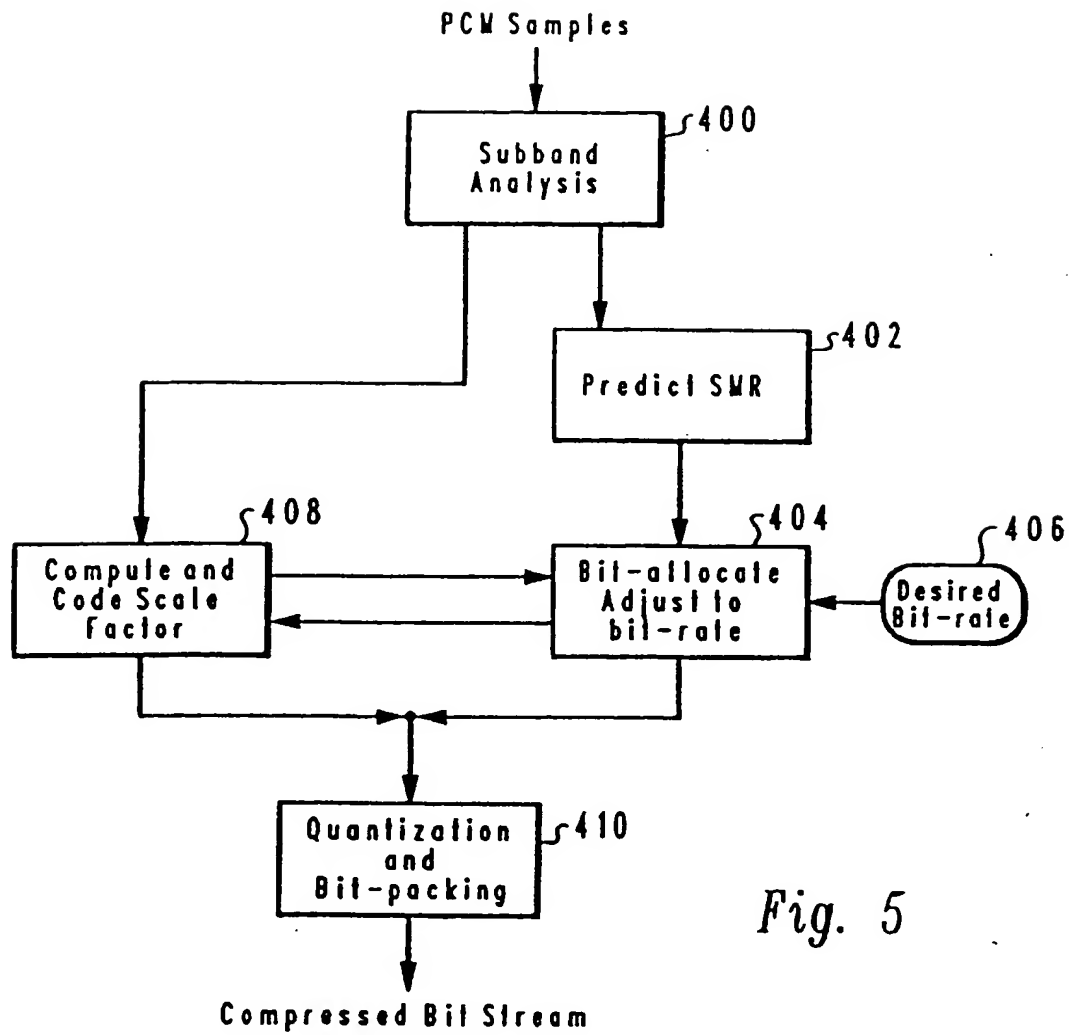 PCM Samples
400
Subband
Analysis
402
Predict SMR
408
Compute and
Code Scale
Factor
404
Bit-allocate
Adjust to
bit-rate
406
Desired
Bit-rate
Quantization
and
Bit-packing
410
Fig. 5
Compressed Bit Stream